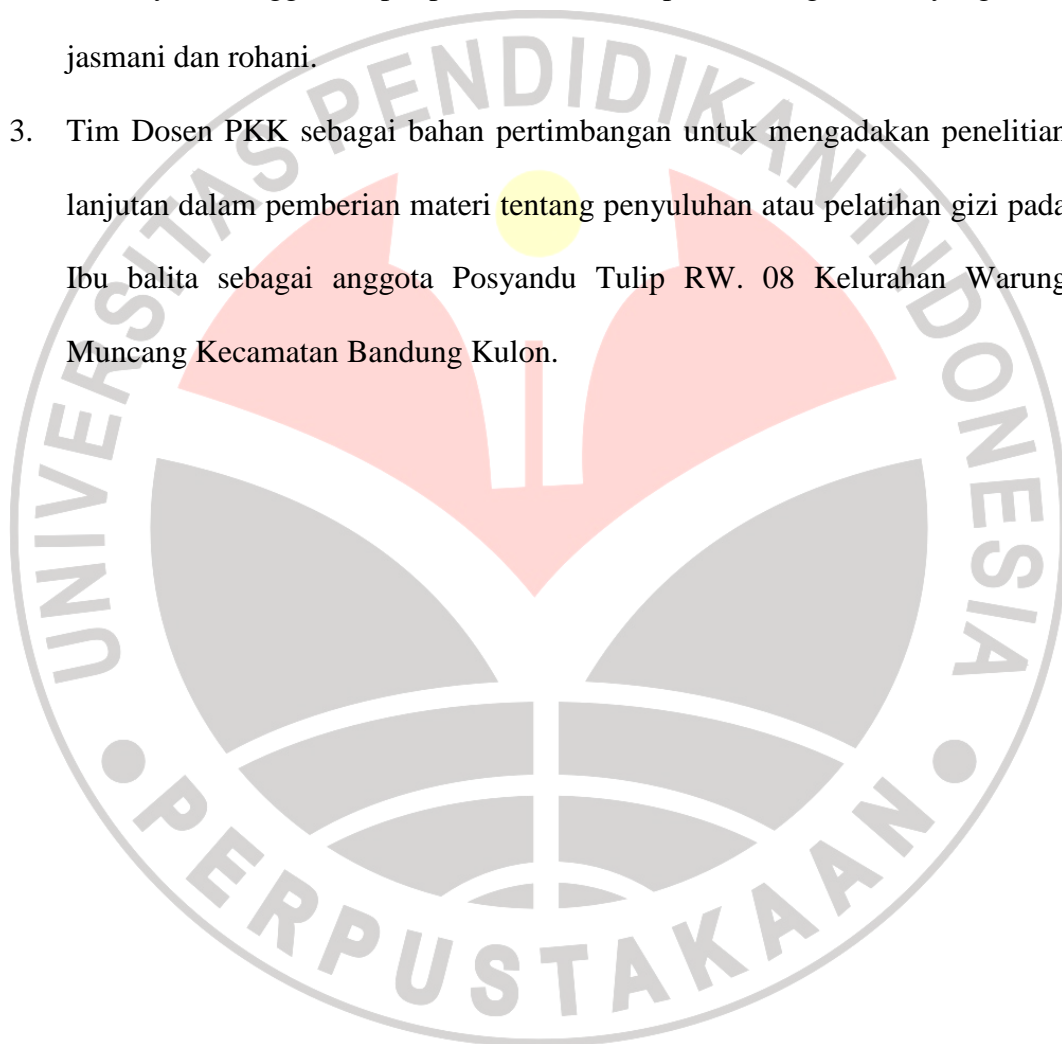 jasmani dan rohani.
3. Tim Dosen PKK sebagai bahan pertimbangan untuk mengadakan penelitian
lanjutan dalam pemberian materi tentang penyuluhan atau pelatihan gizi pada
Ibu balita sebagai anggota Posyandu Tulip RW. 08 Kelurahan Warung
Muncang Kecamatan Bandung Kulon.
UNIVERSITAS PENDIDIKAN INDONESIA
PERPUSTAKAAN